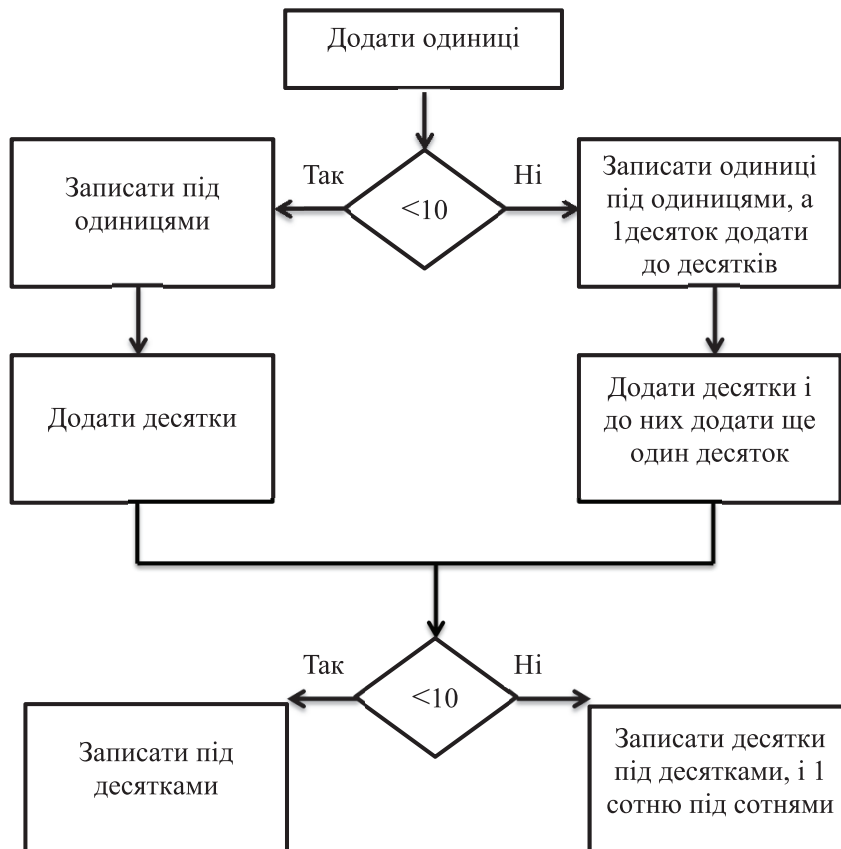 Додати одиниці
Так
Ні
<10
Записати під
одиницями
Записати одиниці
під одиницями, а
1десяток додати
до десятків
Додати десятки
Додати десятки і
до них додати ще
один десяток
Так
Ні
<10
Записати під
десятками
Записати десятки
під десятками, і 1
сотню під сотнями